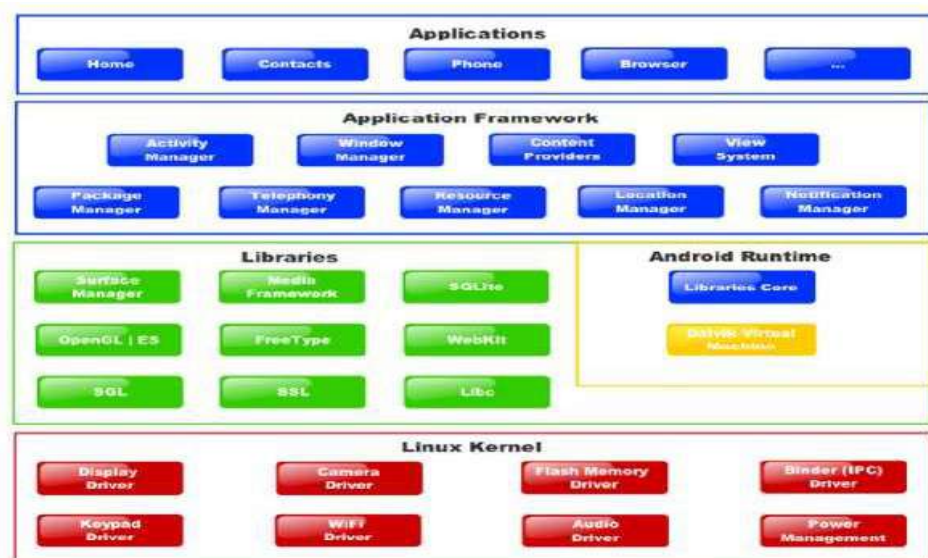 Applications
Home
Contacts
Phone
Browser
...
Application Framework
Activity
Manager
Window
Manager
Content
Providers
View
System
Package
Manager
Telephony
Manager
Resource
Manager
Location
Manager
Notification
Manager
Libraries
Surface
Manager
Media
Framework
SQLite
OpenGL | ES
FreeType
WebKit
SGL
SSL
Libc
Android Runtime
Libraries Core
Dalvik Virtual
Machine
Linux Kernel
Display
Driver
Camera
Driver
Flash Memory
Driver
Binder (IPC)
Driver
Keypad
Driver
WiFi
Driver
Audio
Driver
Power
Management